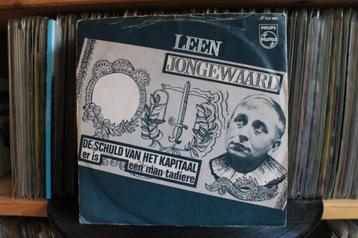 LEEN
JONGEWAARD
PHILIPS
DE SCHULD VAN HET KAPITAAL
er is een man tadiere